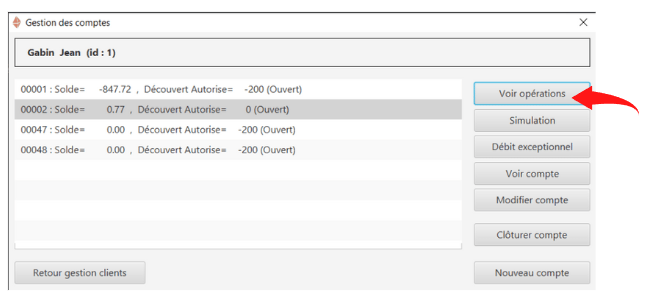 Gestion des comptes
Gabin Jean (id : 1)
00001 : Solde= -847.72 , Découvert Autorise= -200 (Ouvert)
00002 : Solde= 0.77 , Découvert Autorise= 0 (Ouvert)
00047 : Solde= 0.00 , Découvert Autorise= -200 (Ouvert)
00048 : Solde= 0.00 , Découvert Autorise= -200 (Ouvert)
Voir opérations
Simulation
Débit exceptionnel
Voir compte
Modifier compte
Clôturer compte
Retour gestion clients
Nouveau compte